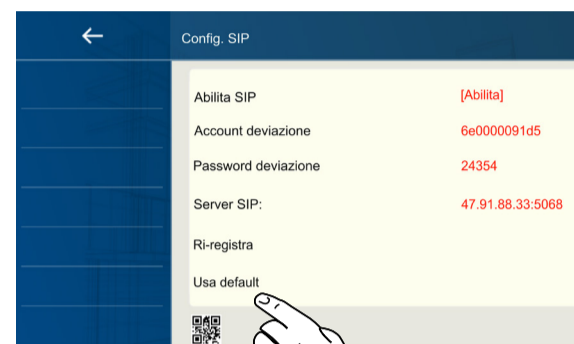 Config. SIP
Abilita SIP [Abilita]
Account deviazione 6e0000091d5
Password deviazione 24354
Server SIP: 47.91.88.33:5068
Ri-registra
Usa default